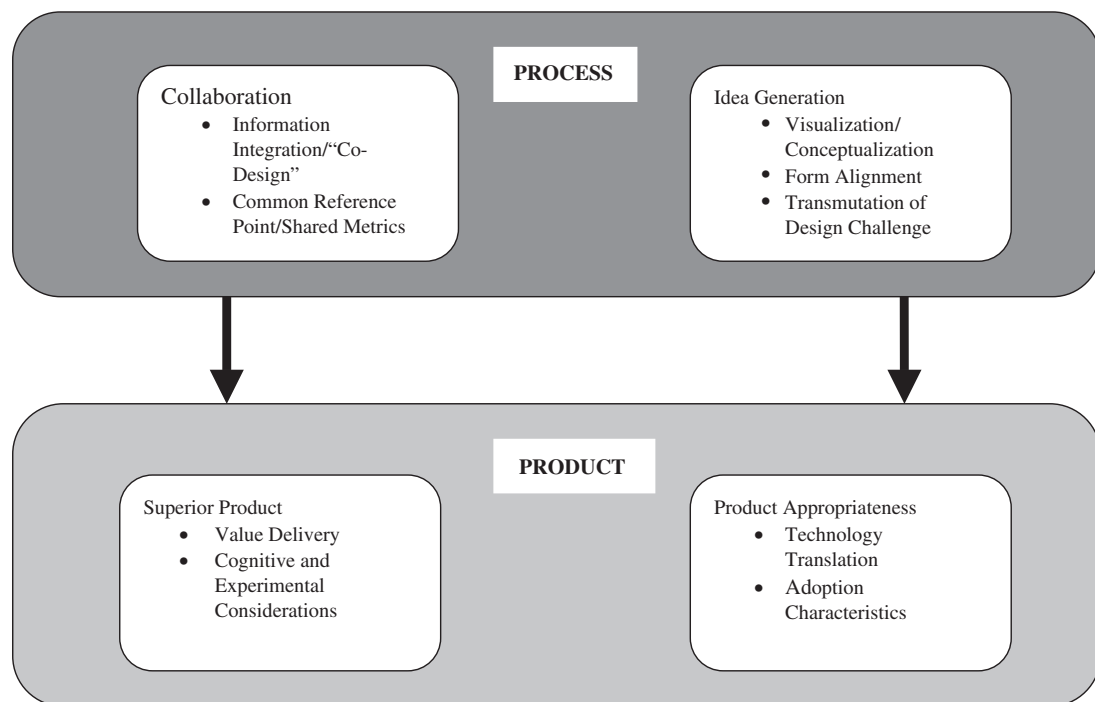 PROCESS
Collaboration
• Information
Integration/“Co-
Design”
• Common Reference
Point/Shared Metrics
Idea Generation
• Visualization/
Conceptualization
• Form Alignment
• Transmutation of
Design Challenge
PRODUCT
Superior Product
• Value Delivery
• Cognitive and
Experimental
Considerations
Product Appropriateness
• Technology
Translation
• Adoption
Characteristics